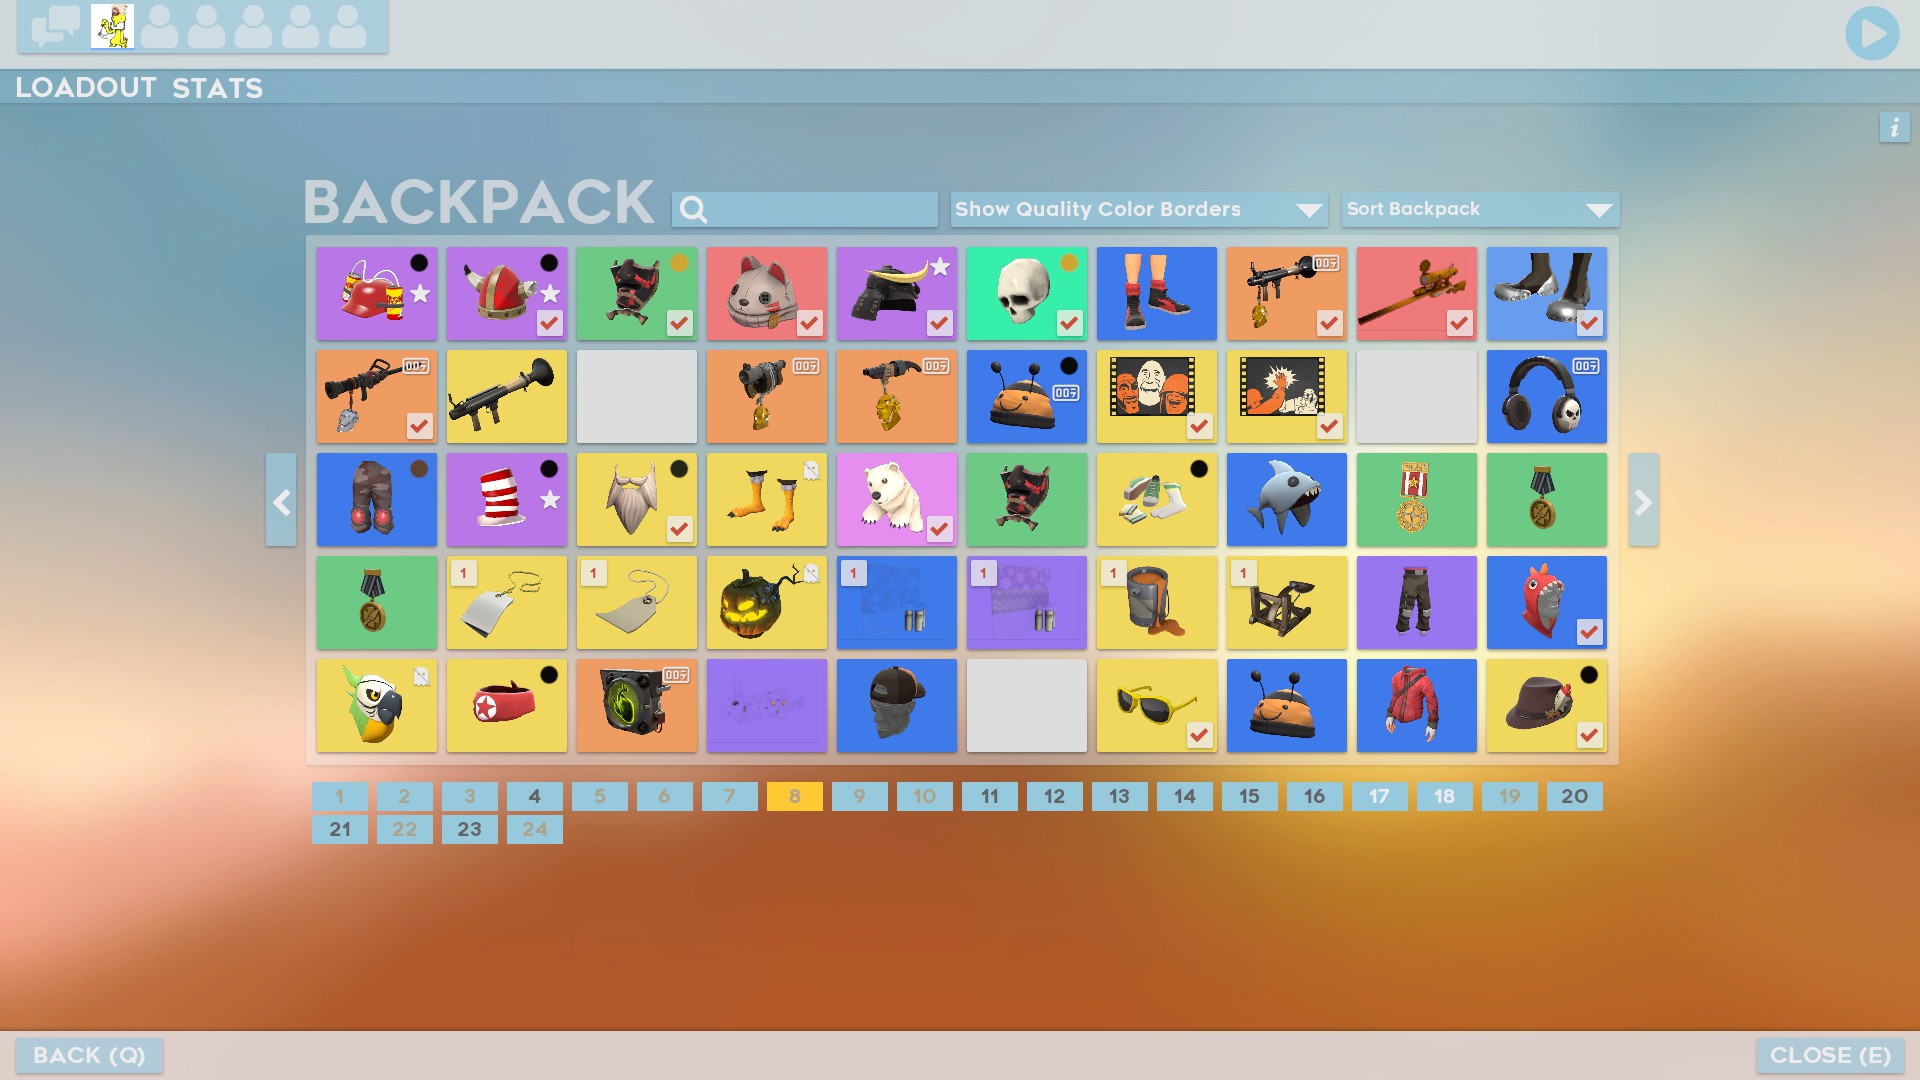 LOADOUT STATS
i
BACKPACK
Show Quality Color Borders
Sort Backpack
007
007
007
007
007
007
1
1
1
1
1
1
007
1 2 3 4 5 6 7 8 9 10 11 12 13 14 15 16 17 18 19 20
21 22 23 24
BACK (Q)
CLOSE (E)